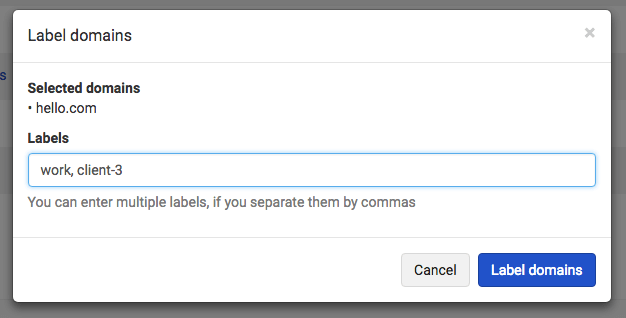 Label domains
×
s
Selected domains
• hello.com
Labels
work, client-3
You can enter multiple labels, if you separate them by commas
Cancel
Label domains